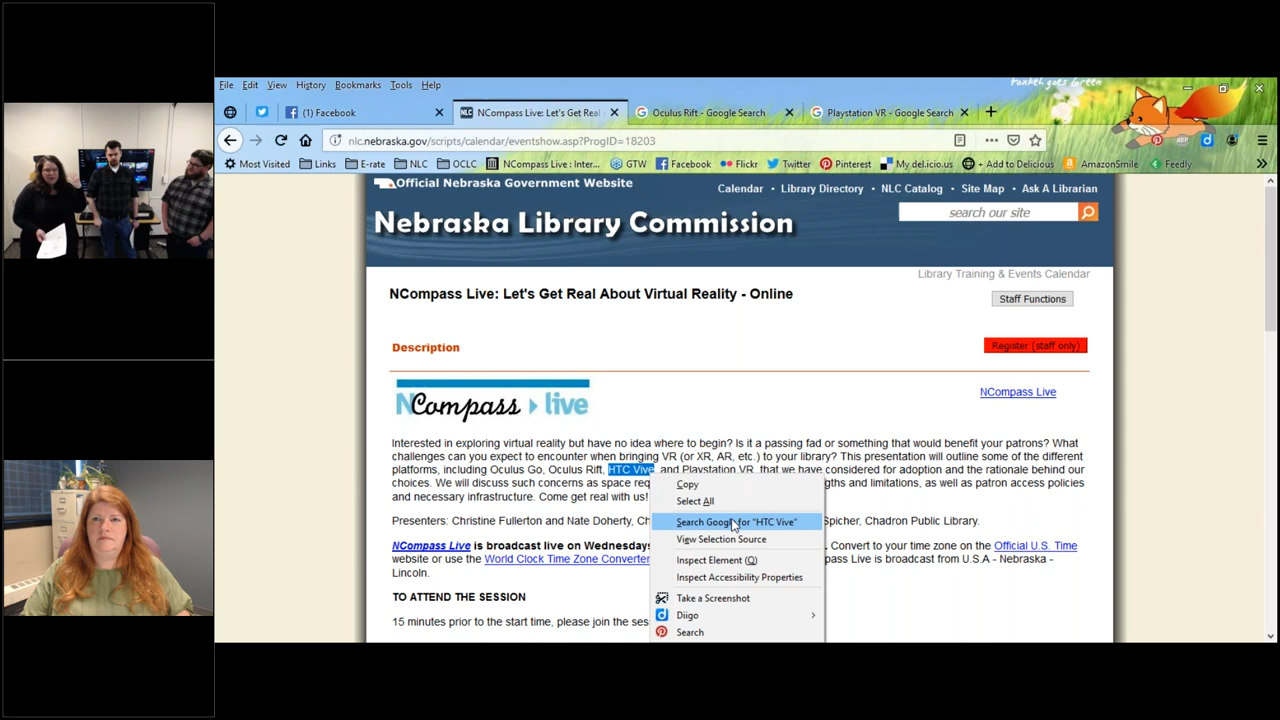 Goes Green
File Edit View History Bookmarks Tools Help
(1) Facebook
NCompass Live: Let's Get Real
Oculus Rift - Google Search
Playstation VR - Google Search
nlc.nebraska.gov/scripts/calendar/eventshow.asp?ProgID=18203
Most Visited Links E-rate NLC OCLC NCompass Live : Inter... GTW Facebook Flickr Twitter Pinterest My del.icio.us + Add to Delicious AmazonSmile Feedly
Official Nebraska Government Website
Calendar • Library Directory • NLC Catalog • Site Map • Ask A Librarian
Nebraska Library Commission
search our site
Library Training & Events Calendar
NCompass Live: Let's Get Real About Virtual Reality - Online
Staff Functions
Description
Register (staff only)
NCompass live
NCompass Live
Interested in exploring virtual reality but have no idea where to begin? Is it a passing fad or something that would benefit your patrons? What
challenges can you expect to encounter when bringing VR (or XR, AR, etc.) to your library? This presentation will outline some of the different
platforms, including Oculus Go, Oculus Rift, HTC Vive, and Playstation VR, that we have considered for adoption and the rationale behind our
choices. We will discuss such concerns as space req
gths and limitations, as well as patron access policies
and necessary infrastructure. Come get real with us!
Presenters: Christine Fullerton and Nate Doherty, Ch
Spicher, Chadron Public Library.
NCompass Live is broadcast live on Wednesdays
Convert to your time zone on the Official U.S. Time
website or use the World Clock Time Zone Converter
pass Live is broadcast from U.S.A - Nebraska -
Lincoln.
TO ATTEND THE SESSION
15 minutes prior to the start time, please join the ses
Copy
Select All
Search Google for "HTC Vive"
View Selection Source
Inspect Element (Q)
Inspect Accessibility Properties
Take a Screenshot
Diigo
Search